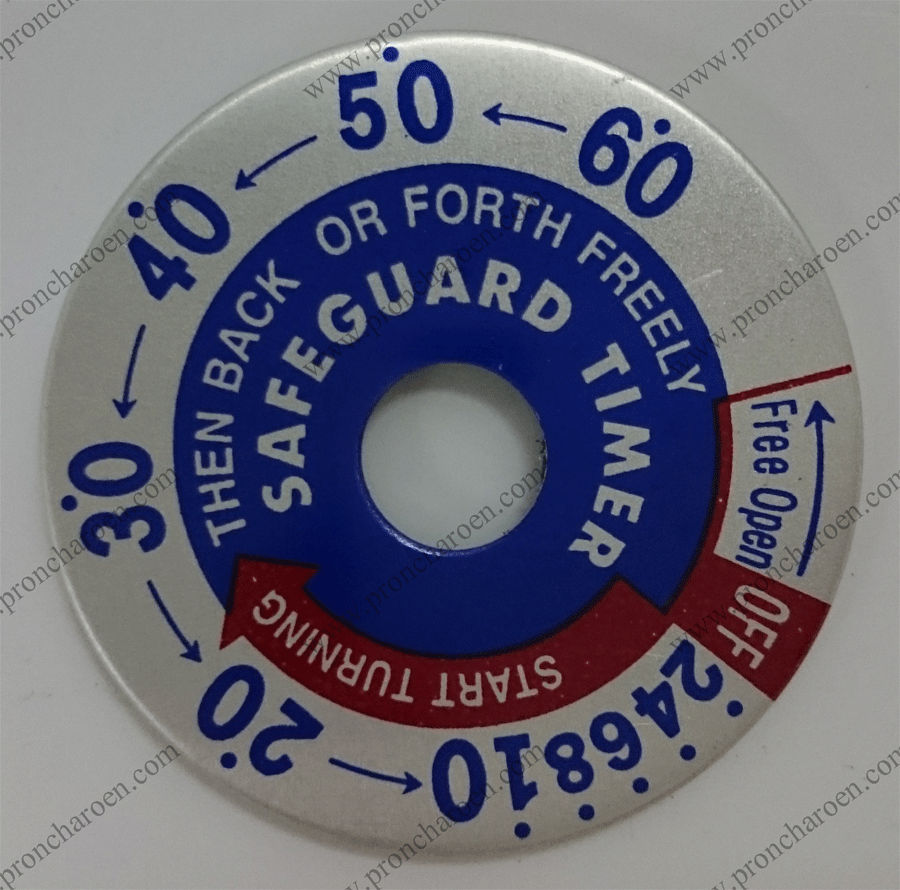 60
50
40
30
20
10
8
6
4
2
OFF
Free Open
START TURNING
THEN BACK OR FORTH FREELY
SAFEGUARD TIMER
www.proncharoen.com